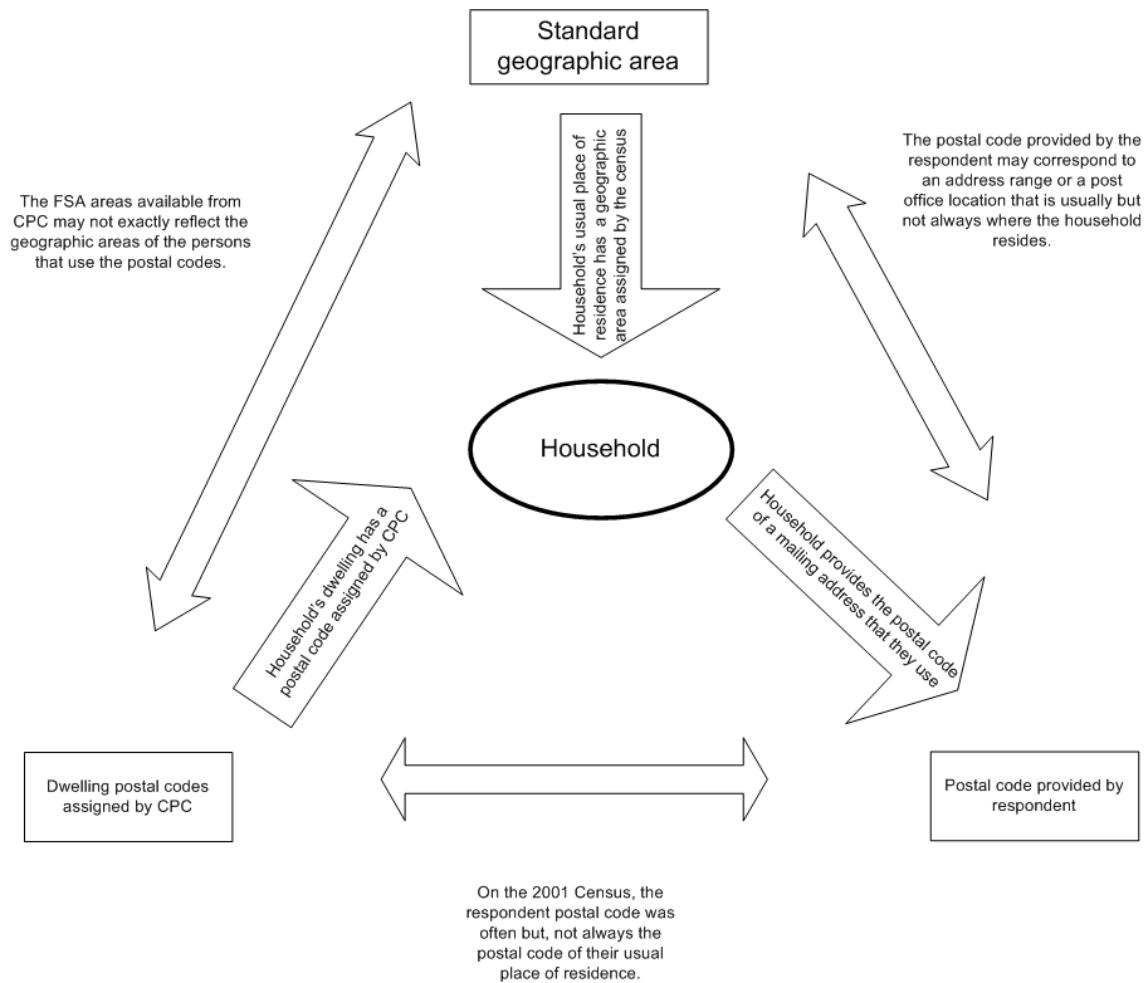 Standard
geographic area
Household's usual place of
residence has a geographic
area assigned by the census
The FSA areas available from
CPC may not exactly reflect the
geographic areas of the persons
that use the postal codes.
The postal code provided by the
respondent may correspond to
an address range or a post
office location that is usually but
not always where the household
resides.
Household
Household's dwelling has a
postal code assigned by CPC
Household provides the postal code
of a mailing address that they use
Dwelling postal codes
assigned by CPC
Postal code provided by
respondent
On the 2001 Census, the
respondent postal code was
often but, not always the
postal code of their usual
place of residence.